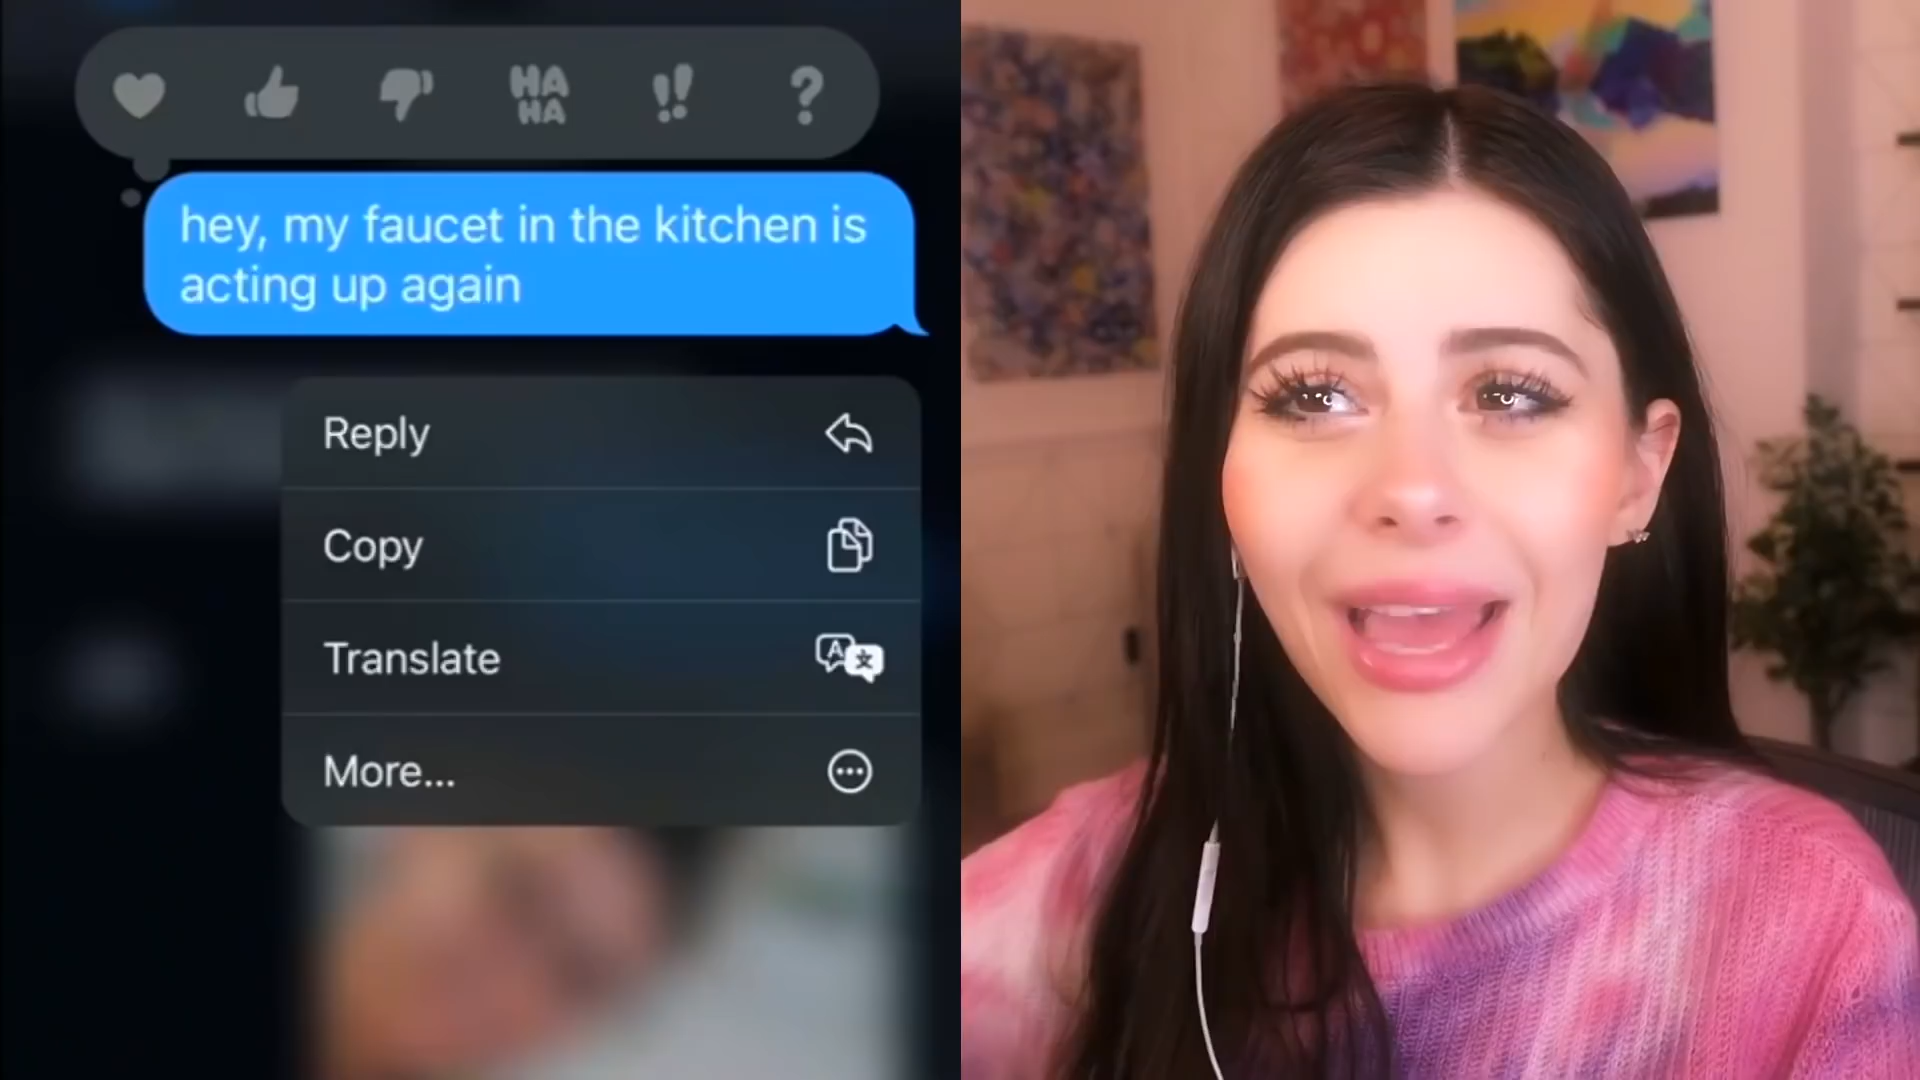 HA
HA
hey, my faucet in the kitchen is
acting up again
Reply
Copy
Translate
More...